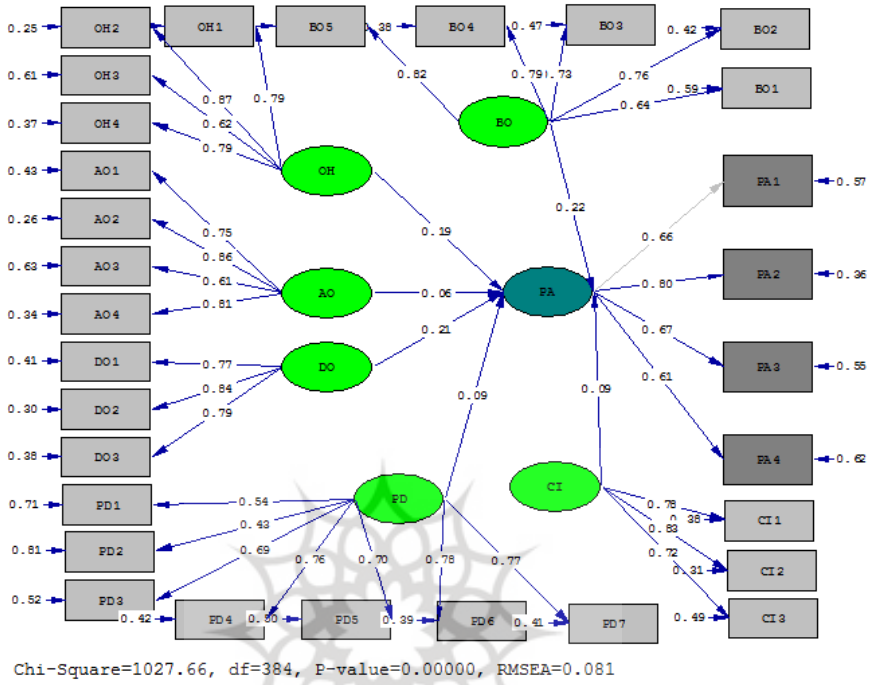 0.25 OH2 OH1 BO5 .38 BO4 0.47 BO3 0.42 BO2
0.61 OH3 0.82 0.79 .73 0.76 0.59 BO1
0.87 0.79 0.64
0.62 BO
0.37 OH4 0.79
0.43 AO1 OH PA1 0.57
0.22
0.26 AO2 0.75 0.19 0.66
0.86
0.63 AO3 0.61 PA2 0.36
0.81 AO 0.06 PA 0.80
0.34 AO4 0.21 0.67
0.41 DO1 0.77 DO PA3 0.55
0.84 0.61
0.30 DO2 0.79 0.09 0.09
0.38 DO3 PA4 0.62
0.71 PD1 0.54 PD CI 0.78
0.43 .38 CI1
0.81 PD2 0.69 0.83
0.76 0.70 0.78 0.77 0.72
0.31 CI2
0.52 PD3
0.42 PD4 PD5 0.39 PD6 0.41 PD7 0.49 CI3
Chi-Square=1027.66, df=384, P-value=0.00000, RMSEA=0.081